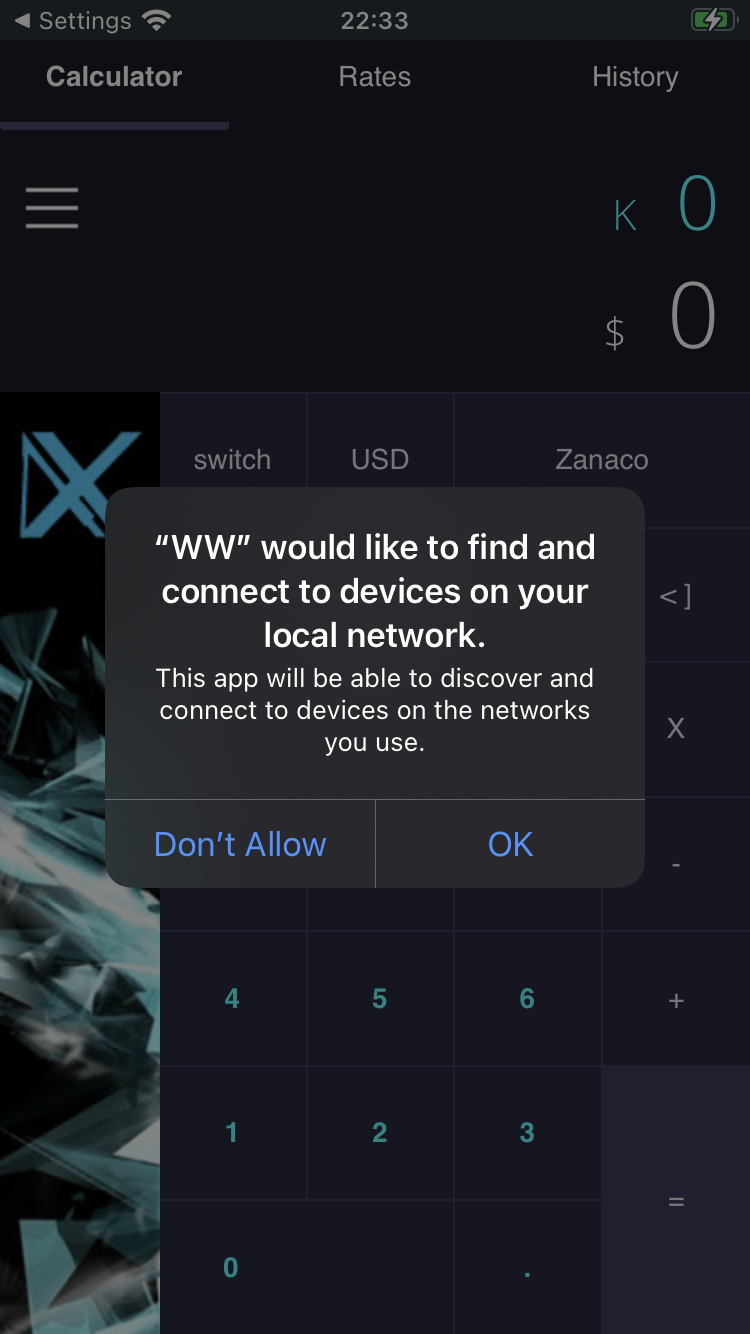 ◀ Settings 22:33
Calculator Rates History
K 0
$ 0
switch USD Zanaco
“WW” would like to find and
connect to devices on your
local network.
This app will be able to discover and
connect to devices on the networks
you use.
Don’t Allow OK
<]
X
-
4 5 6 +
1 2 3
=
0 .